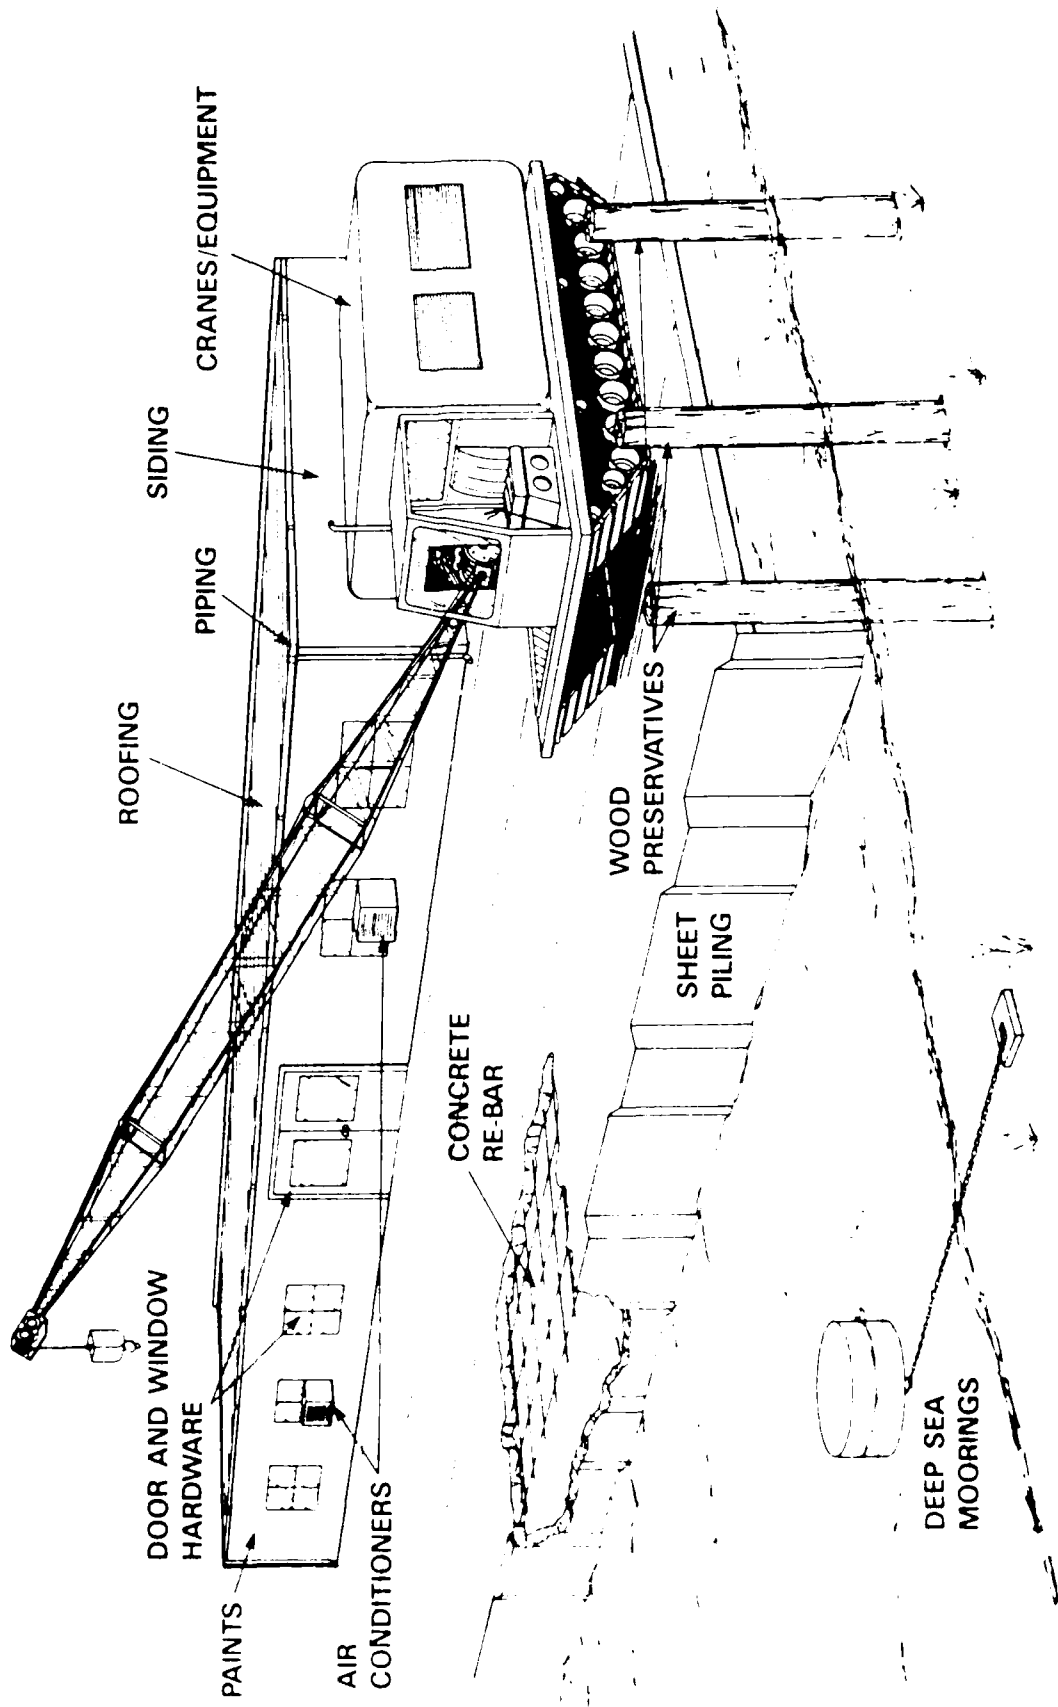 PAINTS
DOOR AND WINDOW
HARDWARE
ROOFING
PIPING
SIDING
CRANES/EQUIPMENT
AIR
CONDITIONERS
CONCRETE
RE-BAR
WOOD
PRESERVATIVES
SHEET
PILING
DEEP SEA
MOORINGS